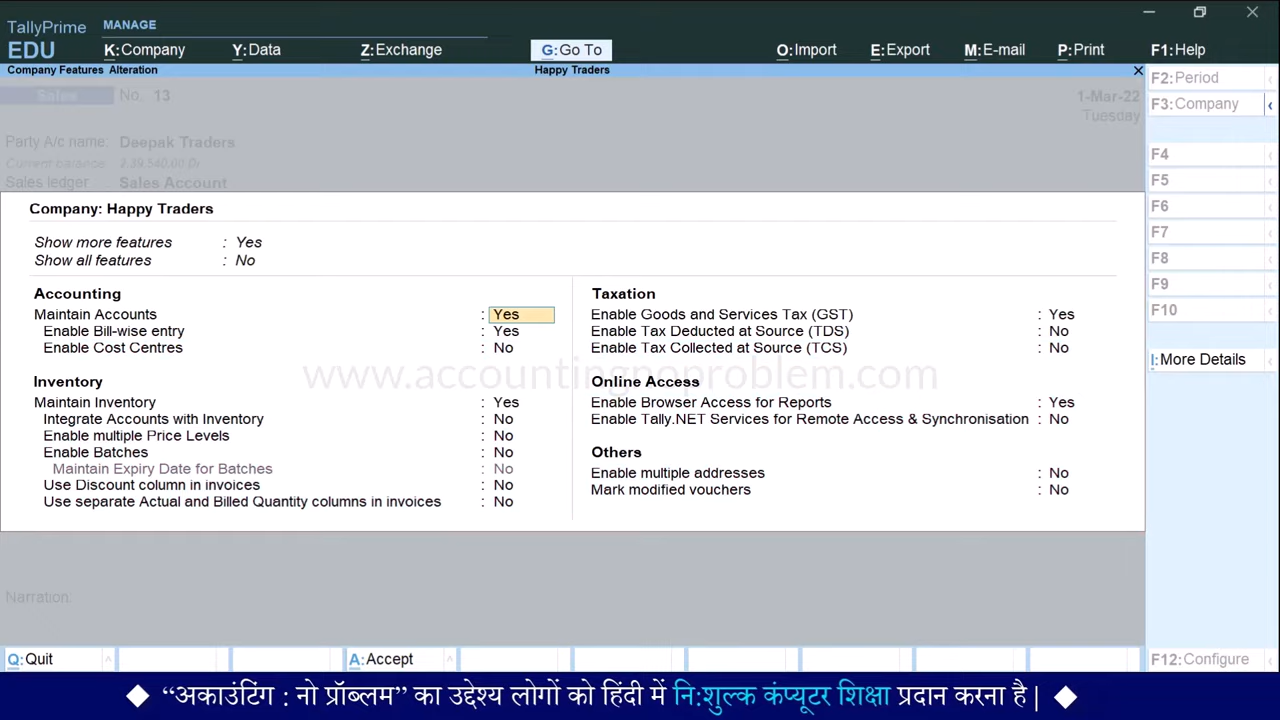 TallyPrime MANAGE
EDU K:Company Y:Data Z:Exchange G:Go To O:Import E:Export M:E-mail P:Print F1:Help
Company Features Alteration Happy Traders
Sales No. 13 1-Mar-22
Tuesday
Party A/c name: Deepak Traders
Current balance: 2,39,540.00 Dr
Sales ledger: Sales Account
Company: Happy Traders
Show more features : Yes
Show all features : No
Accounting
Maintain Accounts : Yes
Enable Bill-wise entry : Yes
Enable Cost Centres : No
Inventory
Maintain Inventory : Yes
Integrate Accounts with Inventory : No
Enable multiple Price Levels : No
Enable Batches : No
Maintain Expiry Date for Batches : No
Use Discount column in invoices : No
Use separate Actual and Billed Quantity columns in invoices : No
Taxation
Enable Goods and Services Tax (GST) : Yes
Enable Tax Deducted at Source (TDS) : No
Enable Tax Collected at Source (TCS) : No
Online Access
Enable Browser Access for Reports : Yes
Enable Tally.NET Services for Remote Access & Synchronisation : No
Others
Enable multiple addresses : No
Mark modified vouchers : No
www.accountingnoproblem.com
F2:Period
F3:Company
F4
F5
F6
F7
F8
F9
F10
I:More Details
Narration:
Q:Quit A:Accept F12:Configure
“अकाउंटिंग : नो प्रॉब्लम” का उद्देश्य लोगों को हिंदी में नि:शुल्क कंप्यूटर शिक्षा प्रदान करना है |